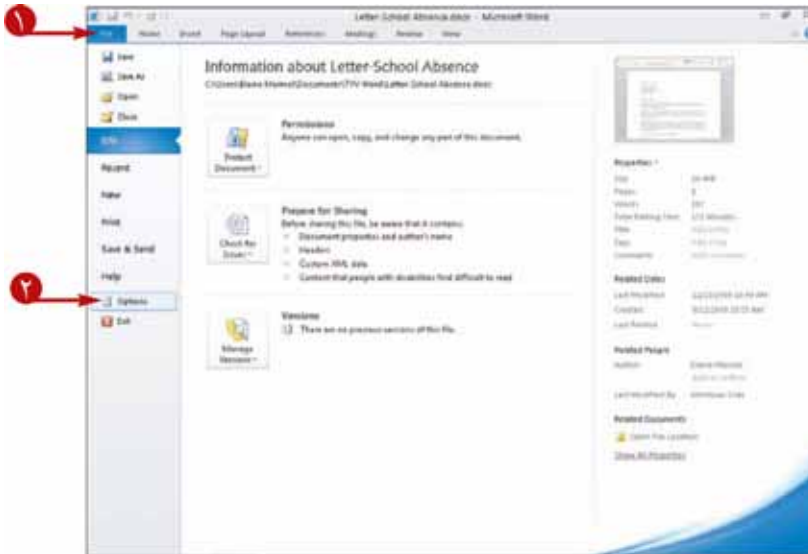 Letter-School Absence.docx - Microsoft Word
File Home Insert Page Layout References Mailings Review View
١
Save
Save As
Open
Close
Info
Recent
New
Print
Save & Send
Help
٢
Options
Exit
Information about Letter-School Absence
Permissions
Anyone can open, copy, and change any part of this document.
Protect
Document
Prepare for Sharing
Before sharing this file, be aware that it contains:
Document properties and author's name
Headers
Custom XML data
Content that people with disabilities find difficult to read
Check for
Issues
Versions
There are no previous versions of this file.
Manage
Versions
Properties
Size
Pages
Words
Total Editing Time
Title
Tags
Comments
Related Dates
Last Modified
Created
Last Printed
Related People
Author
Last Modified By
Related Documents
Open File Location
Show All Properties